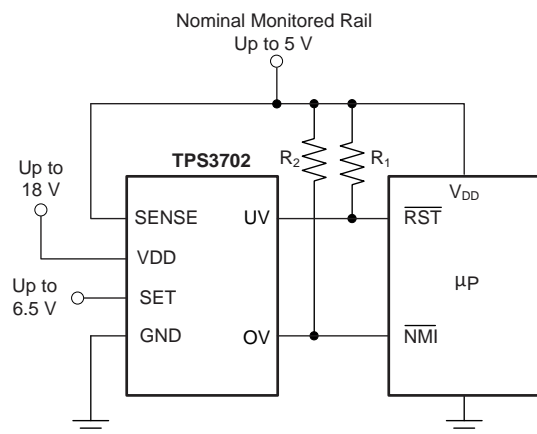 Nominal Monitored Rail
Up to 5 V
TPS3702
R2
R1
Up to
18 V
VDD
SENSE
UV
RST
VDD
µP
Up to
6.5 V
SET
GND
OV
NMI